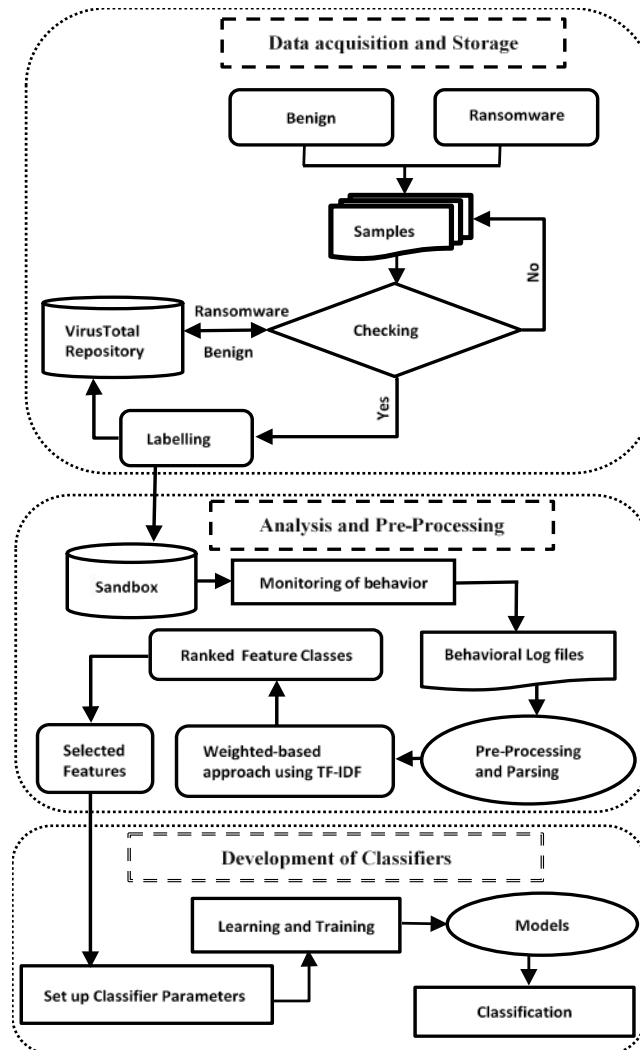 Data acquisition and Storage
Benign
Ransomware
Samples
No
VirusTotal
Repository
Ransomware
Benign
Checking
Yes
Labelling
Analysis and Pre-Processing
Sandbox
Monitoring of behavior
Ranked Feature Classes
Behavioral Log files
Selected
Features
Weighted-based
approach using TF-IDF
Pre-Processing
and Parsing
Development of Classifiers
Learning and Training
Models
Set up Classifier Parameters
Classification